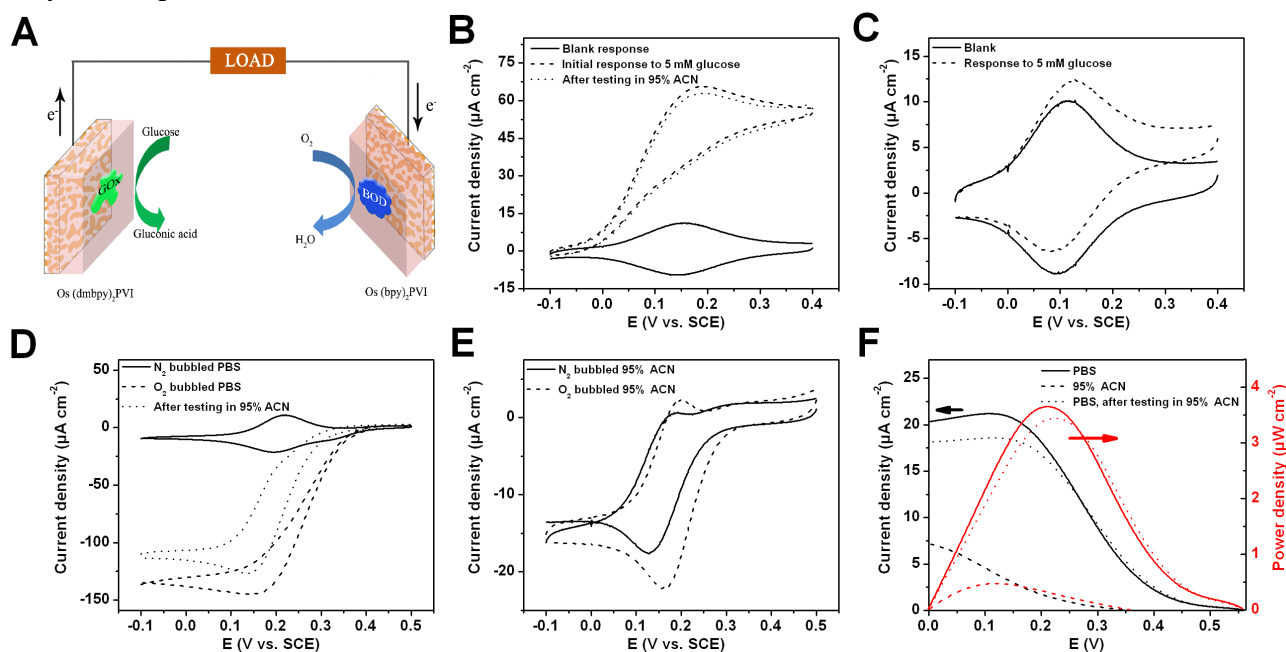 A
LOAD
e-
e-
Glucose
GOx
Gluconic acid
O2
BOD
H2O
Os (dmbpy)2PVI
Os (bpy)2PVI
B
Blank response
Initial response to 5 mM glucose
After testing in 95% ACN
Current density (µA cm-2)
75
60
45
30
15
0
-15
-0.1 0.0 0.1 0.2 0.3 0.4
E (V vs. SCE)
C
Blank
Response to 5 mM glucose
Current density (µA cm-2)
15
10
5
0
-5
-10
-0.1 0.0 0.1 0.2 0.3 0.4
E (V vs. SCE)
D
N2 bubbled PBS
O2 bubbled PBS
After testing in 95% ACN
Current density (µA cm-2)
50
0
-50
-100
-150
-0.1 0.0 0.1 0.2 0.3 0.4 0.5
E (V vs. SCE)
E
N2 bubbled 95% ACN
O2 bubbled 95% ACN
Current density (µA cm-2)
0
-10
-20
-0.1 0.0 0.1 0.2 0.3 0.4 0.5
E (V vs. SCE)
F
PBS
95% ACN
PBS, after testing in 95% ACN
Current density (µA cm-2)
25
20
15
10
5
0
0.0 0.1 0.2 0.3 0.4 0.5
E (V)
4
3
2
1
0
Power density (µW cm-2)